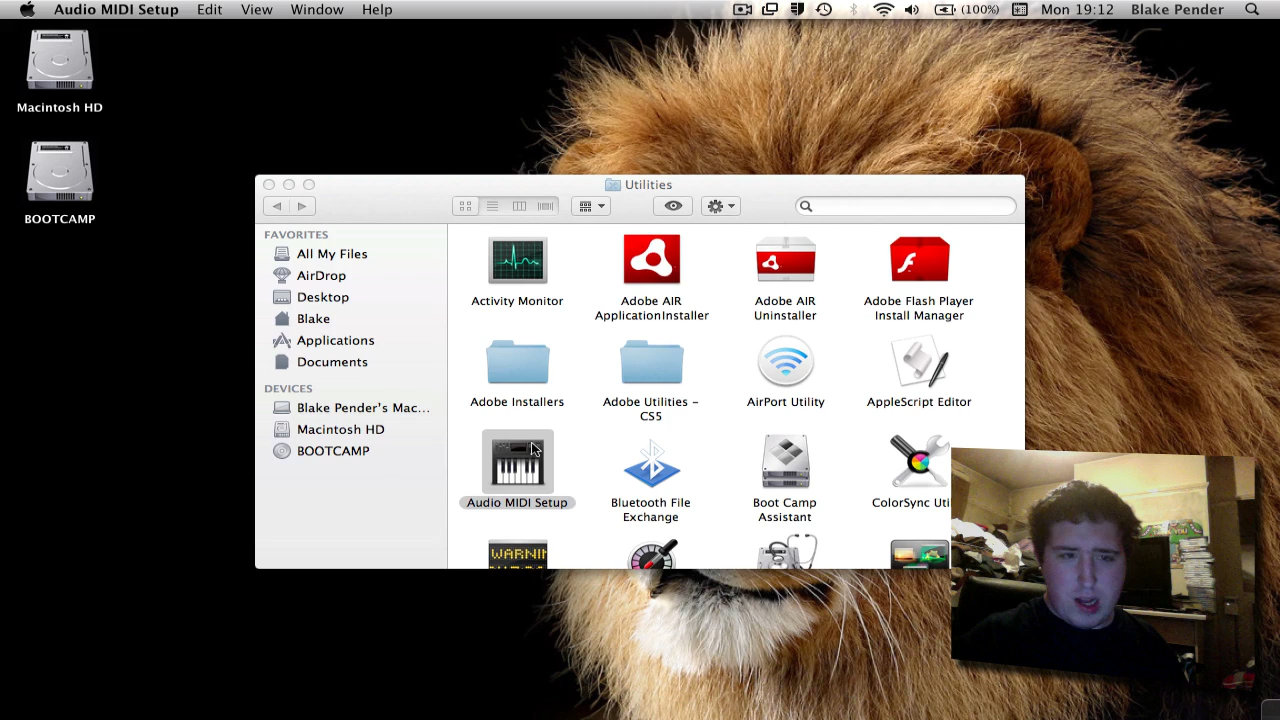 Audio MIDI Setup Edit View Window Help (100%) Mon 19:12 Blake Pender
Macintosh HD
BOOTCAMP
Utilities
FAVORITES
All My Files
AirDrop
Desktop
Blake
Applications
Documents
DEVICES
Blake Pender's Mac...
Macintosh HD
BOOTCAMP
Activity Monitor
Adobe AIR
Application Installer
Adobe AIR
Uninstaller
Adobe Flash Player
Install Manager
Adobe Installers
Adobe Utilities –
CS5
AirPort Utility
AppleScript Editor
Audio MIDI Setup
Bluetooth File
Exchange
Boot Camp
Assistant
ColorSync Uti
WARNIN